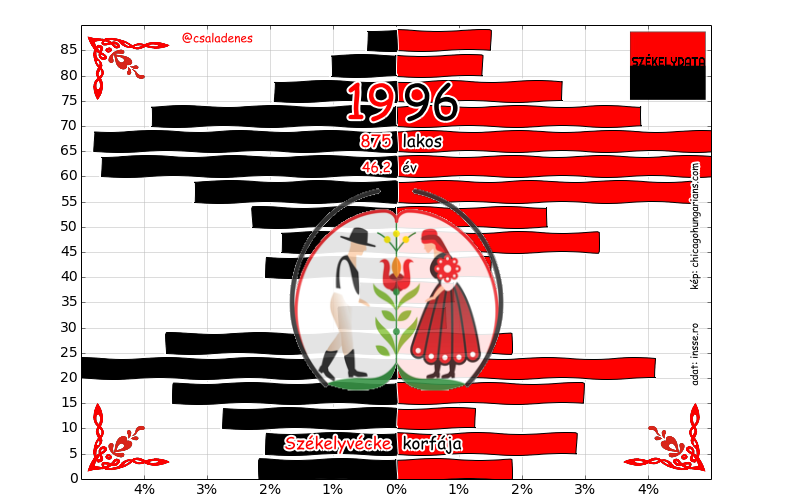 @csaladenes
SZÉKELYDATA
1996
875 lakos
46,2 év
kép: chicagohungarians.com
adat: insse.ro
Székelyvécke korfája
85
80
75
70
65
60
55
50
45
40
35
30
25
20
15
10
5
0
4% 3% 2% 1% 0% 1% 2% 3% 4%